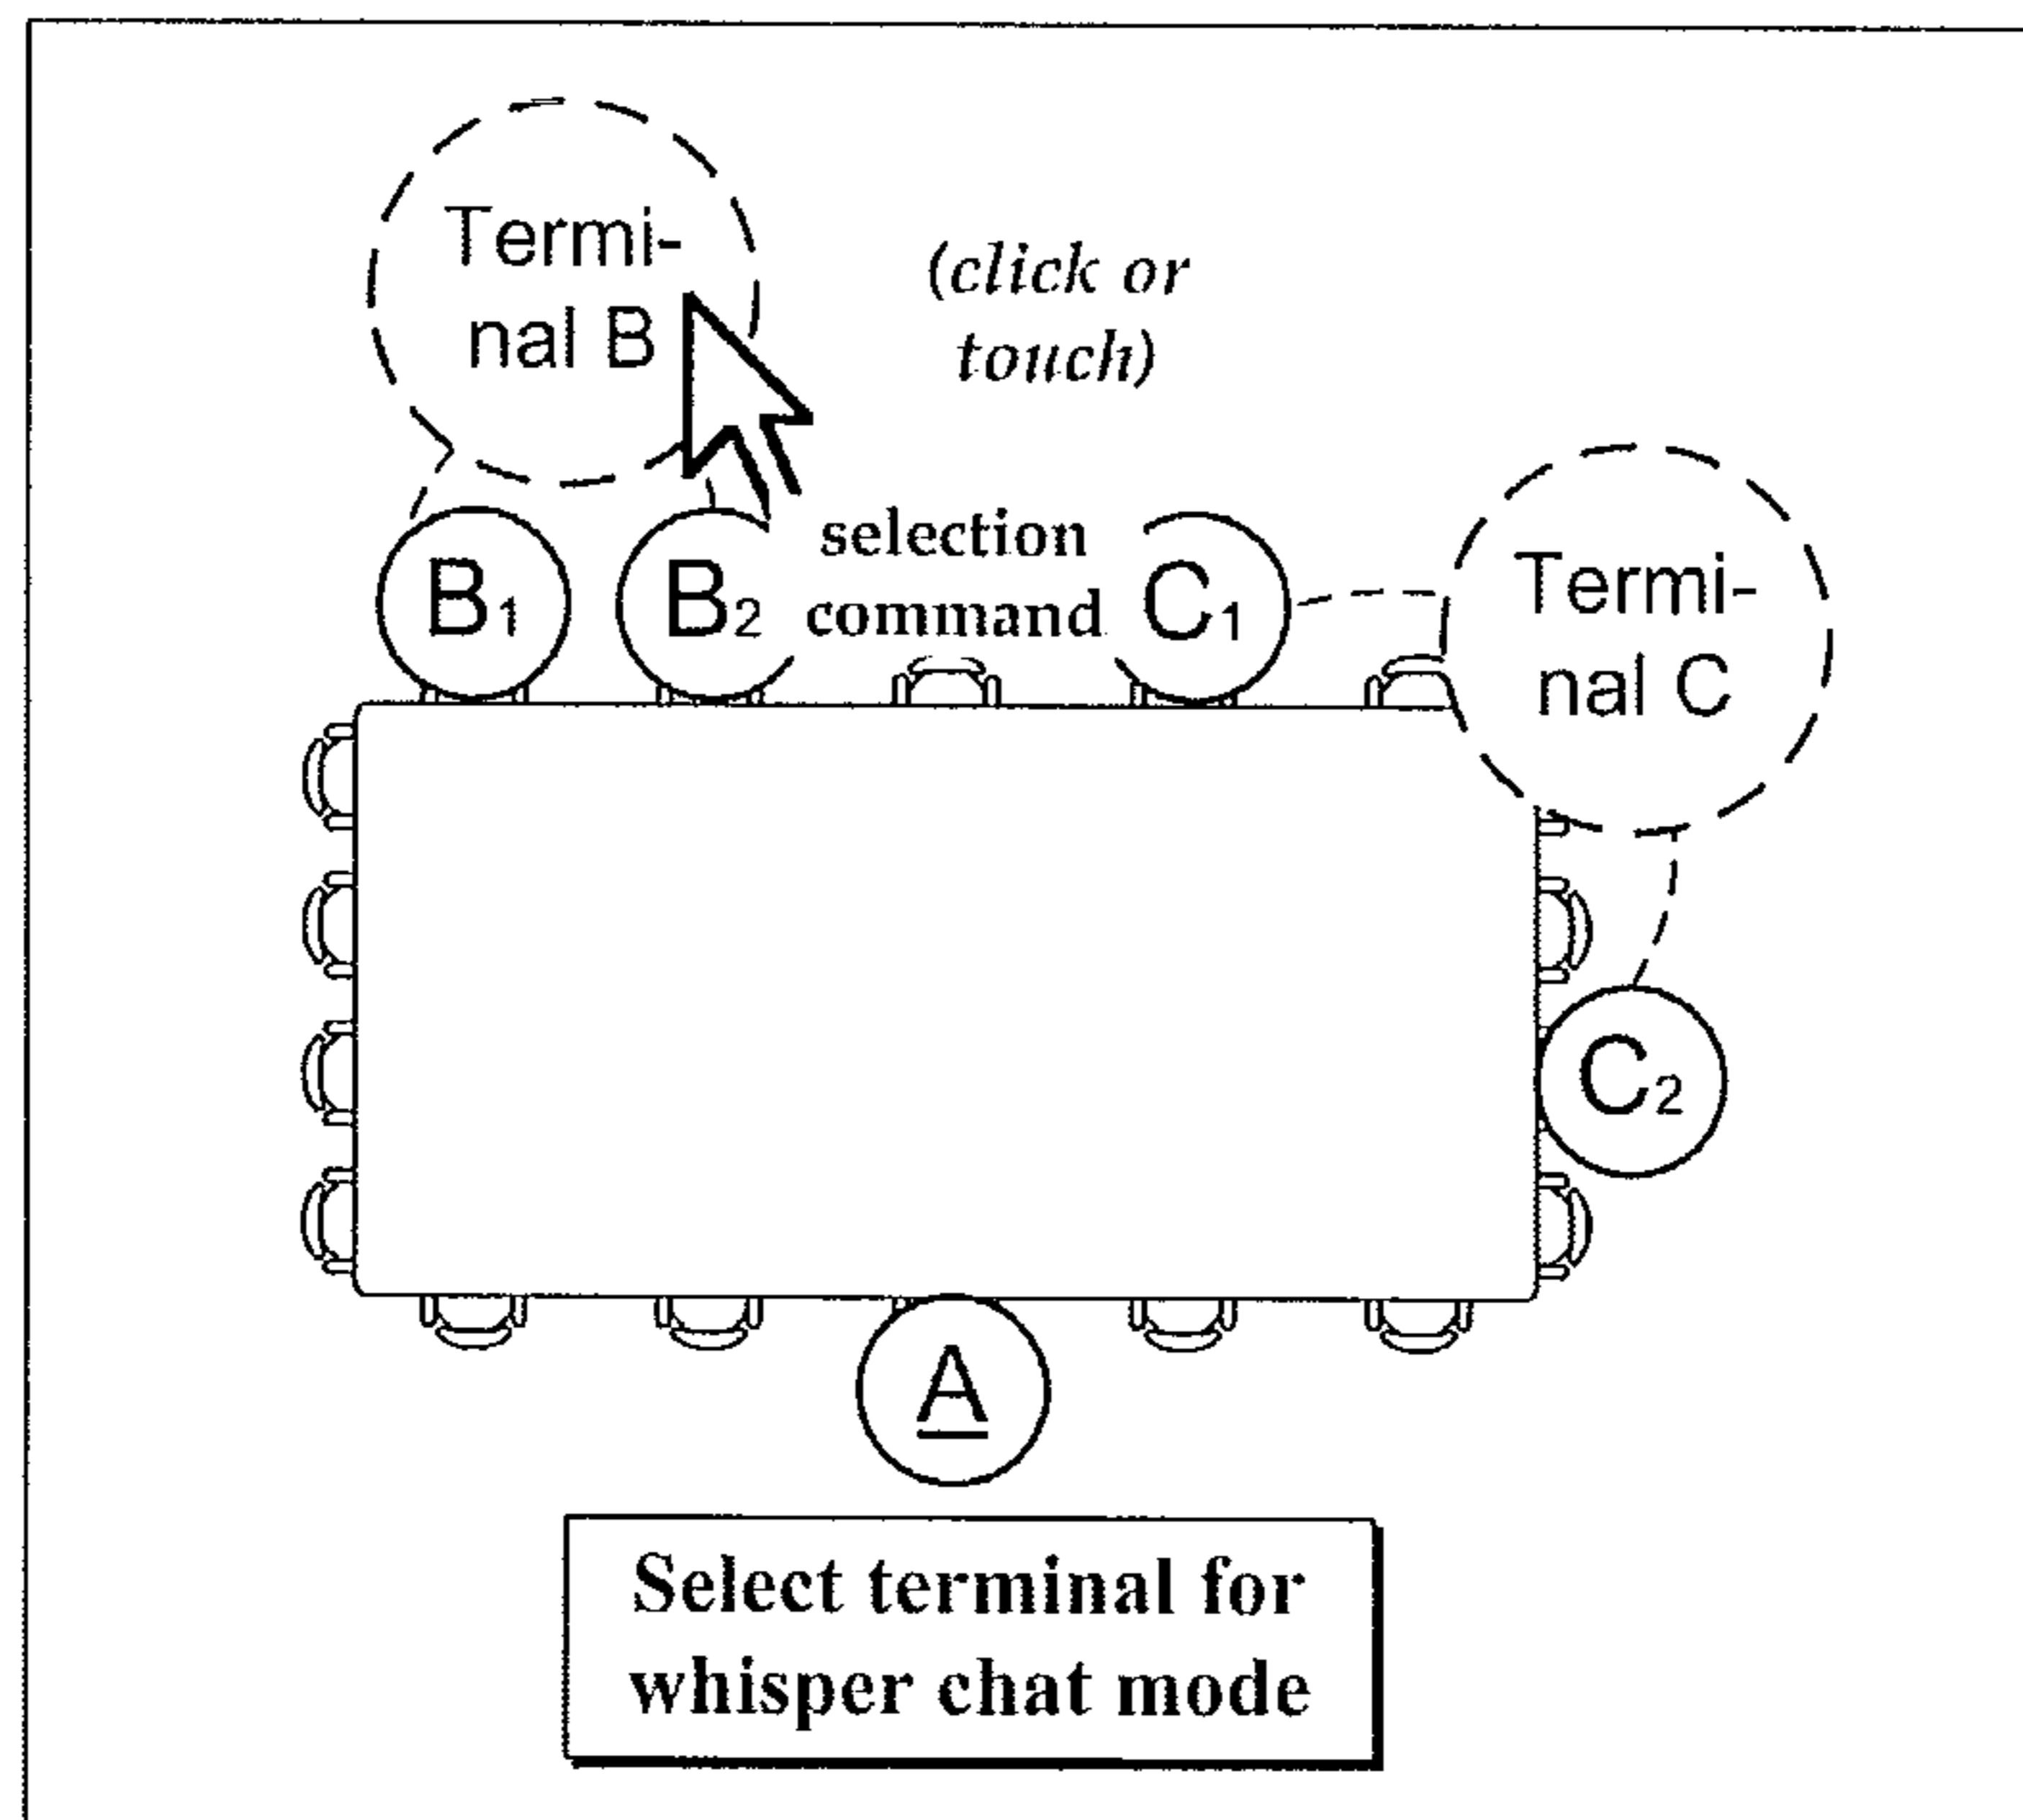 Termi-
nal B
(click or
touch)
selection
command
B1
B2
C1
Termi-
nal C
C2
A
Select terminal for
whisper chat mode